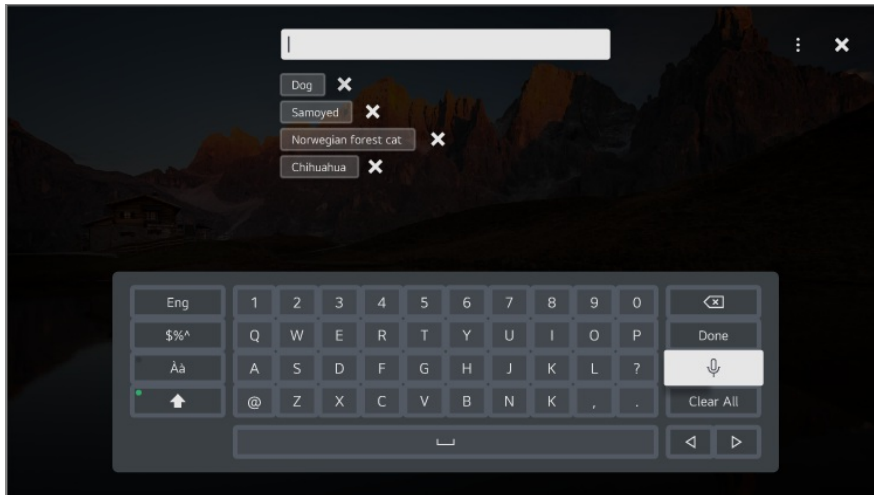 Dog
Samoyed
Norwegian forest cat
Chihuahua
Eng 1 2 3 4 5 6 7 8 9 0
$%^ Q W E R T Y U I O P Done
Àà A S D F G H J K L ?
@ Z X C V B N K , . Clear All